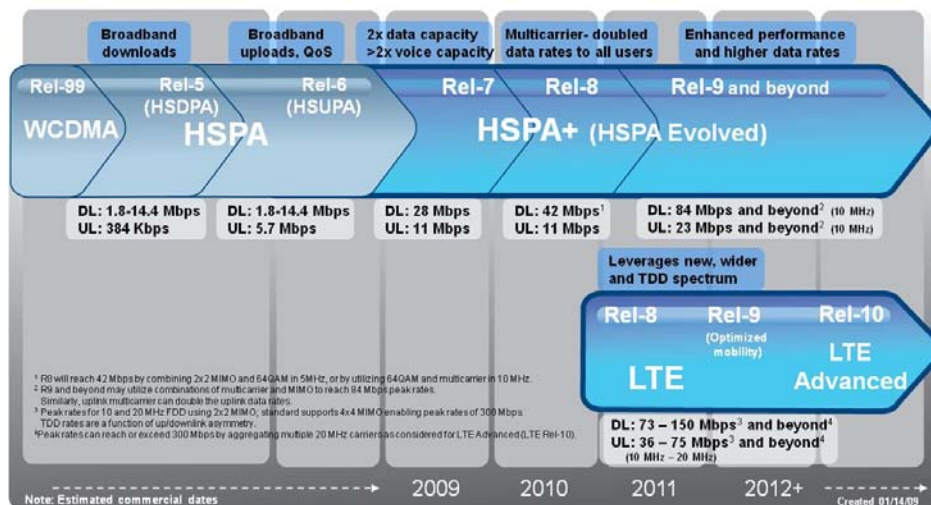 Broadband
downloads
Broadband
uploads, QoS
2x data capacity
>2x voice capacity
Multicarrier- doubled
data rates to all users
Enhanced performance
and higher data rates
Rel-99
WCDMA
Rel-5
(HSDPA)
HSPA
Rel-6
(HSUPA)
Rel-7
Rel-8
Rel-9 and beyond
HSPA+ (HSPA Evolved)
DL: 1.8-14.4 Mbps
UL: 384 Kbps
DL: 1.8-14.4 Mbps
UL: 5.7 Mbps
DL: 28 Mbps
UL: 11 Mbps
DL: 42 Mbps¹
UL: 11 Mbps
DL: 84 Mbps and beyond² (10 MHz)
UL: 23 Mbps and beyond² (10 MHz)
Leverages new, wider
and TDD spectrum
Rel-8
Rel-9
(Optimized
mobility)
Rel-10
LTE
LTE
Advanced
DL: 73 – 150 Mbps³ and beyond⁴
UL: 36 – 75 Mbps³ and beyond⁴
(10 MHz – 20 MHz)
¹ R8 will reach 42 Mbps by combining 2x2 MIMO and 64QAM in 5MHz, or by utilizing 64QAM and multicarrier in 10 MHz.
² R9 and beyond may utilize combinations of multicarrier and MIMO to reach 84 Mbps peak rates.
Similarly, uplink multicarrier can double the uplink data rates.
³ Peak rates for 10 and 20 MHz FDD using 2x2 MIMO; standard supports 4x4 MIMO enabling peak rates of 300 Mbps.
TDD rates are a function of up/downlink asymmetry.
⁴Peak rates can reach or exceed 300 Mbps by aggregating multiple 20 MHz carriers as considered for LTE Advanced (LTE Rel-10).
2009
2010
2011
2012+
Note: Estimated commercial dates
Created 01/14/09